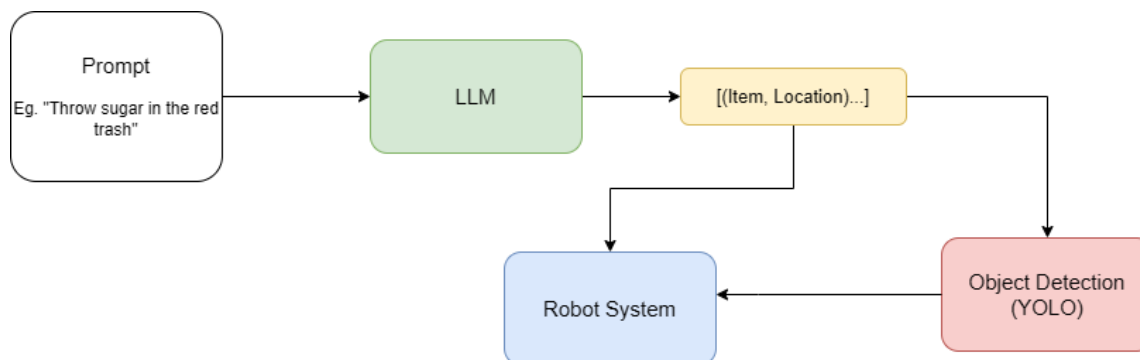 Prompt
Eg. "Throw sugar in the red
trash"
LLM
[(Item, Location)...]
Robot System
Object Detection
(YOLO)